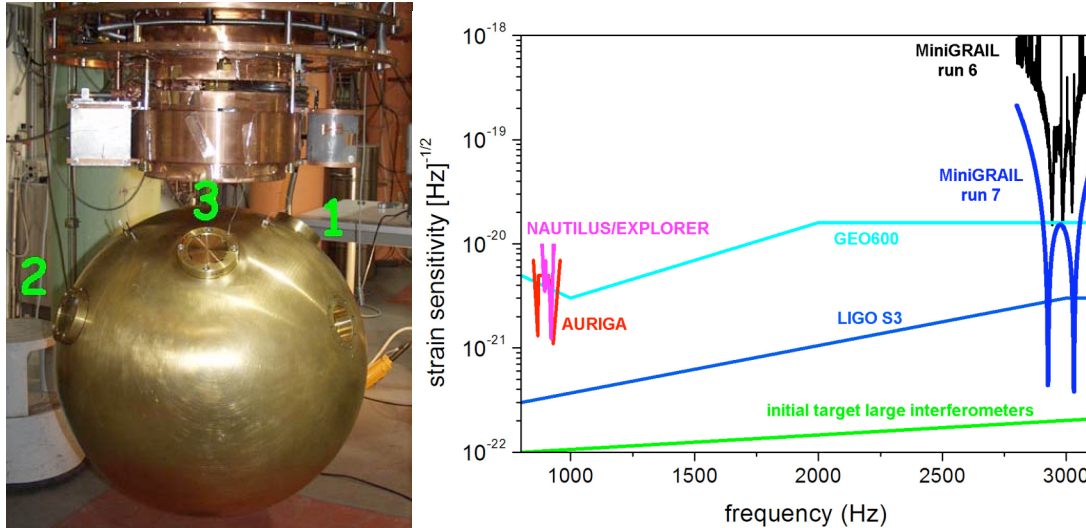 3
1
2
strain sensitivity [Hz]^-1/2
10^-18
10^-19
10^-20
10^-21
10^-22
MiniGRAIL
run 6
MiniGRAIL
run 7
NAUTILUS/EXPLORER
GEO600
AURIGA
LIGO S3
initial target large interferometers
1000
1500
2000
2500
3000
frequency (Hz)